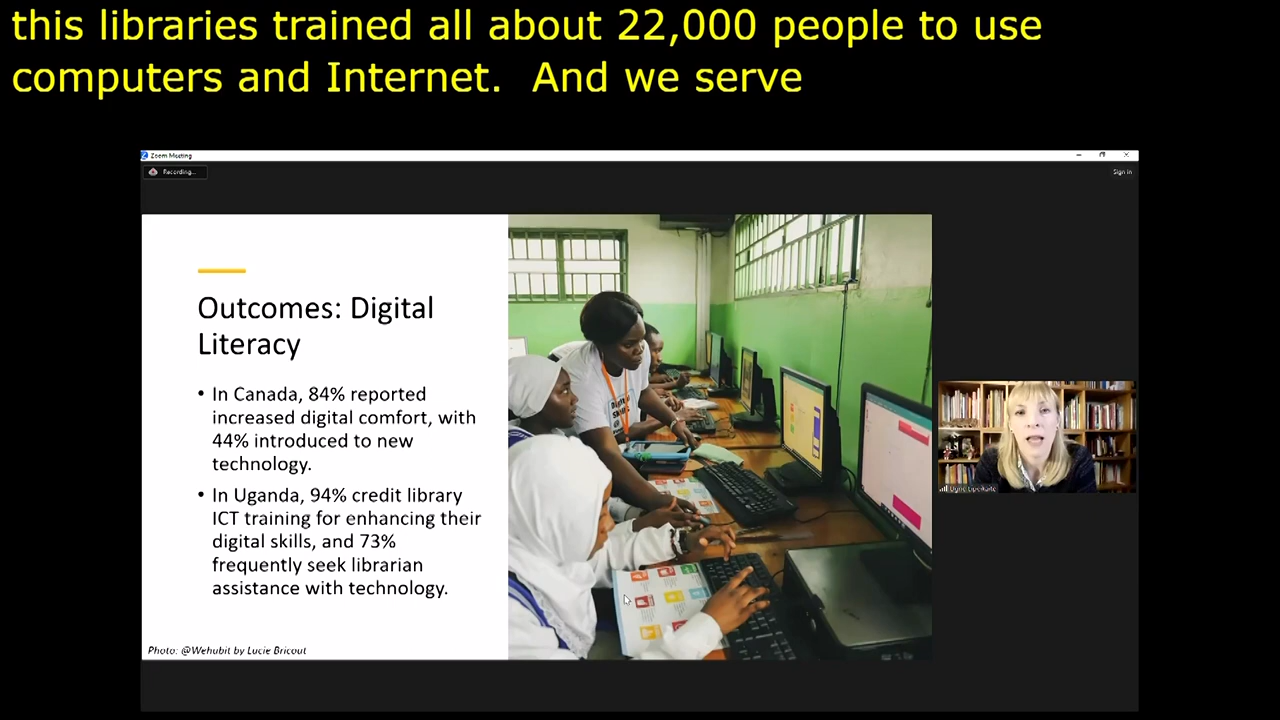 this libraries trained all about 22,000 people to use
computers and Internet.  And we serve
Zoom Meeting
Recording...
Sign in
Outcomes: Digital
Literacy
• In Canada, 84% reported
increased digital comfort, with
44% introduced to new
technology.
• In Uganda, 94% credit library
ICT training for enhancing their
digital skills, and 73%
frequently seek librarian
assistance with technology.
Photo: @Wehubit by Lucie Bricout